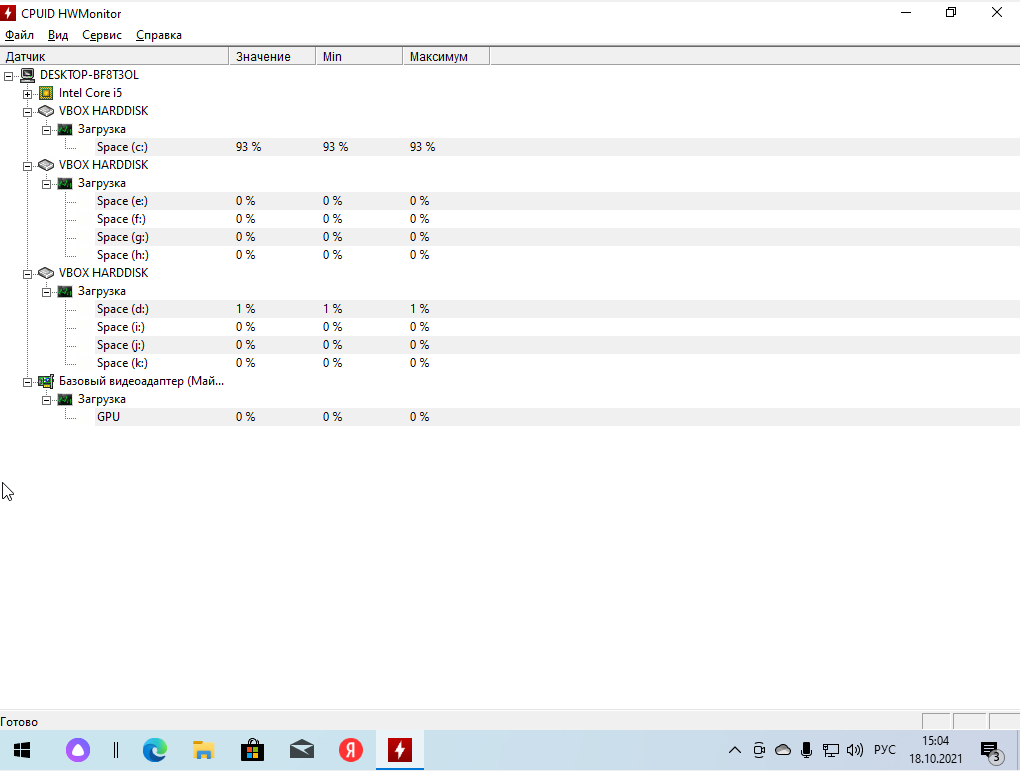 CPUID HWMonitor
Файл Вид Сервис Справка
Датчик Значение Min Максимум
DESKTOP-BF8T3OL
Intel Core i5
VBOX HARDDISK
Загрузка
Space (c:) 93 % 93 % 93 %
VBOX HARDDISK
Загрузка
Space (e:) 0 % 0 % 0 %
Space (f:) 0 % 0 % 0 %
Space (g:) 0 % 0 % 0 %
Space (h:) 0 % 0 % 0 %
VBOX HARDDISK
Загрузка
Space (d:) 1 % 1 % 1 %
Space (i:) 0 % 0 % 0 %
Space (j:) 0 % 0 % 0 %
Space (k:) 0 % 0 % 0 %
Базовый видеоадаптер (Май...
Загрузка
GPU 0 % 0 % 0 %
Готово
Я
РУС
15:04
18.10.2021
3